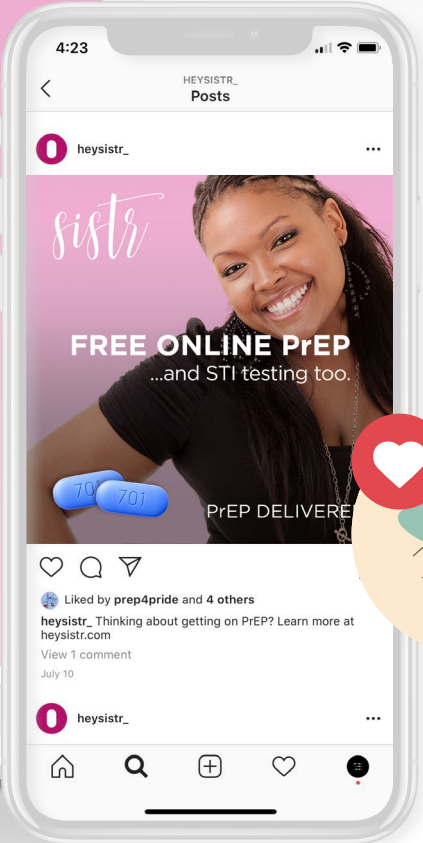 4:23
HEYSISTR_
Posts
heysistr_
sistr
FREE ONLINE PrEP
...and STI testing too.
701
701
PrEP DELIVERE
Liked by prep4pride and 4 others
heysistr_ Thinking about getting on PrEP? Learn more at
heysistr.com
View 1 comment
July 10
heysistr_